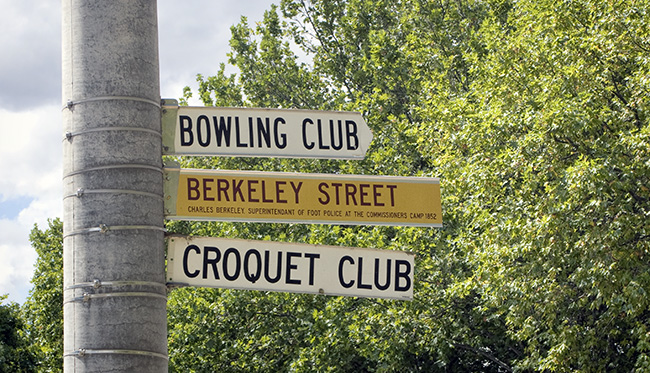 BOWLING CLUB
BERKELEY STREET
CHARLES BERKELEY, SUPERINTENDANT OF FOOT POLICE AT THE COMMISSIONERS CAMP 1852
CROQUET CLUB